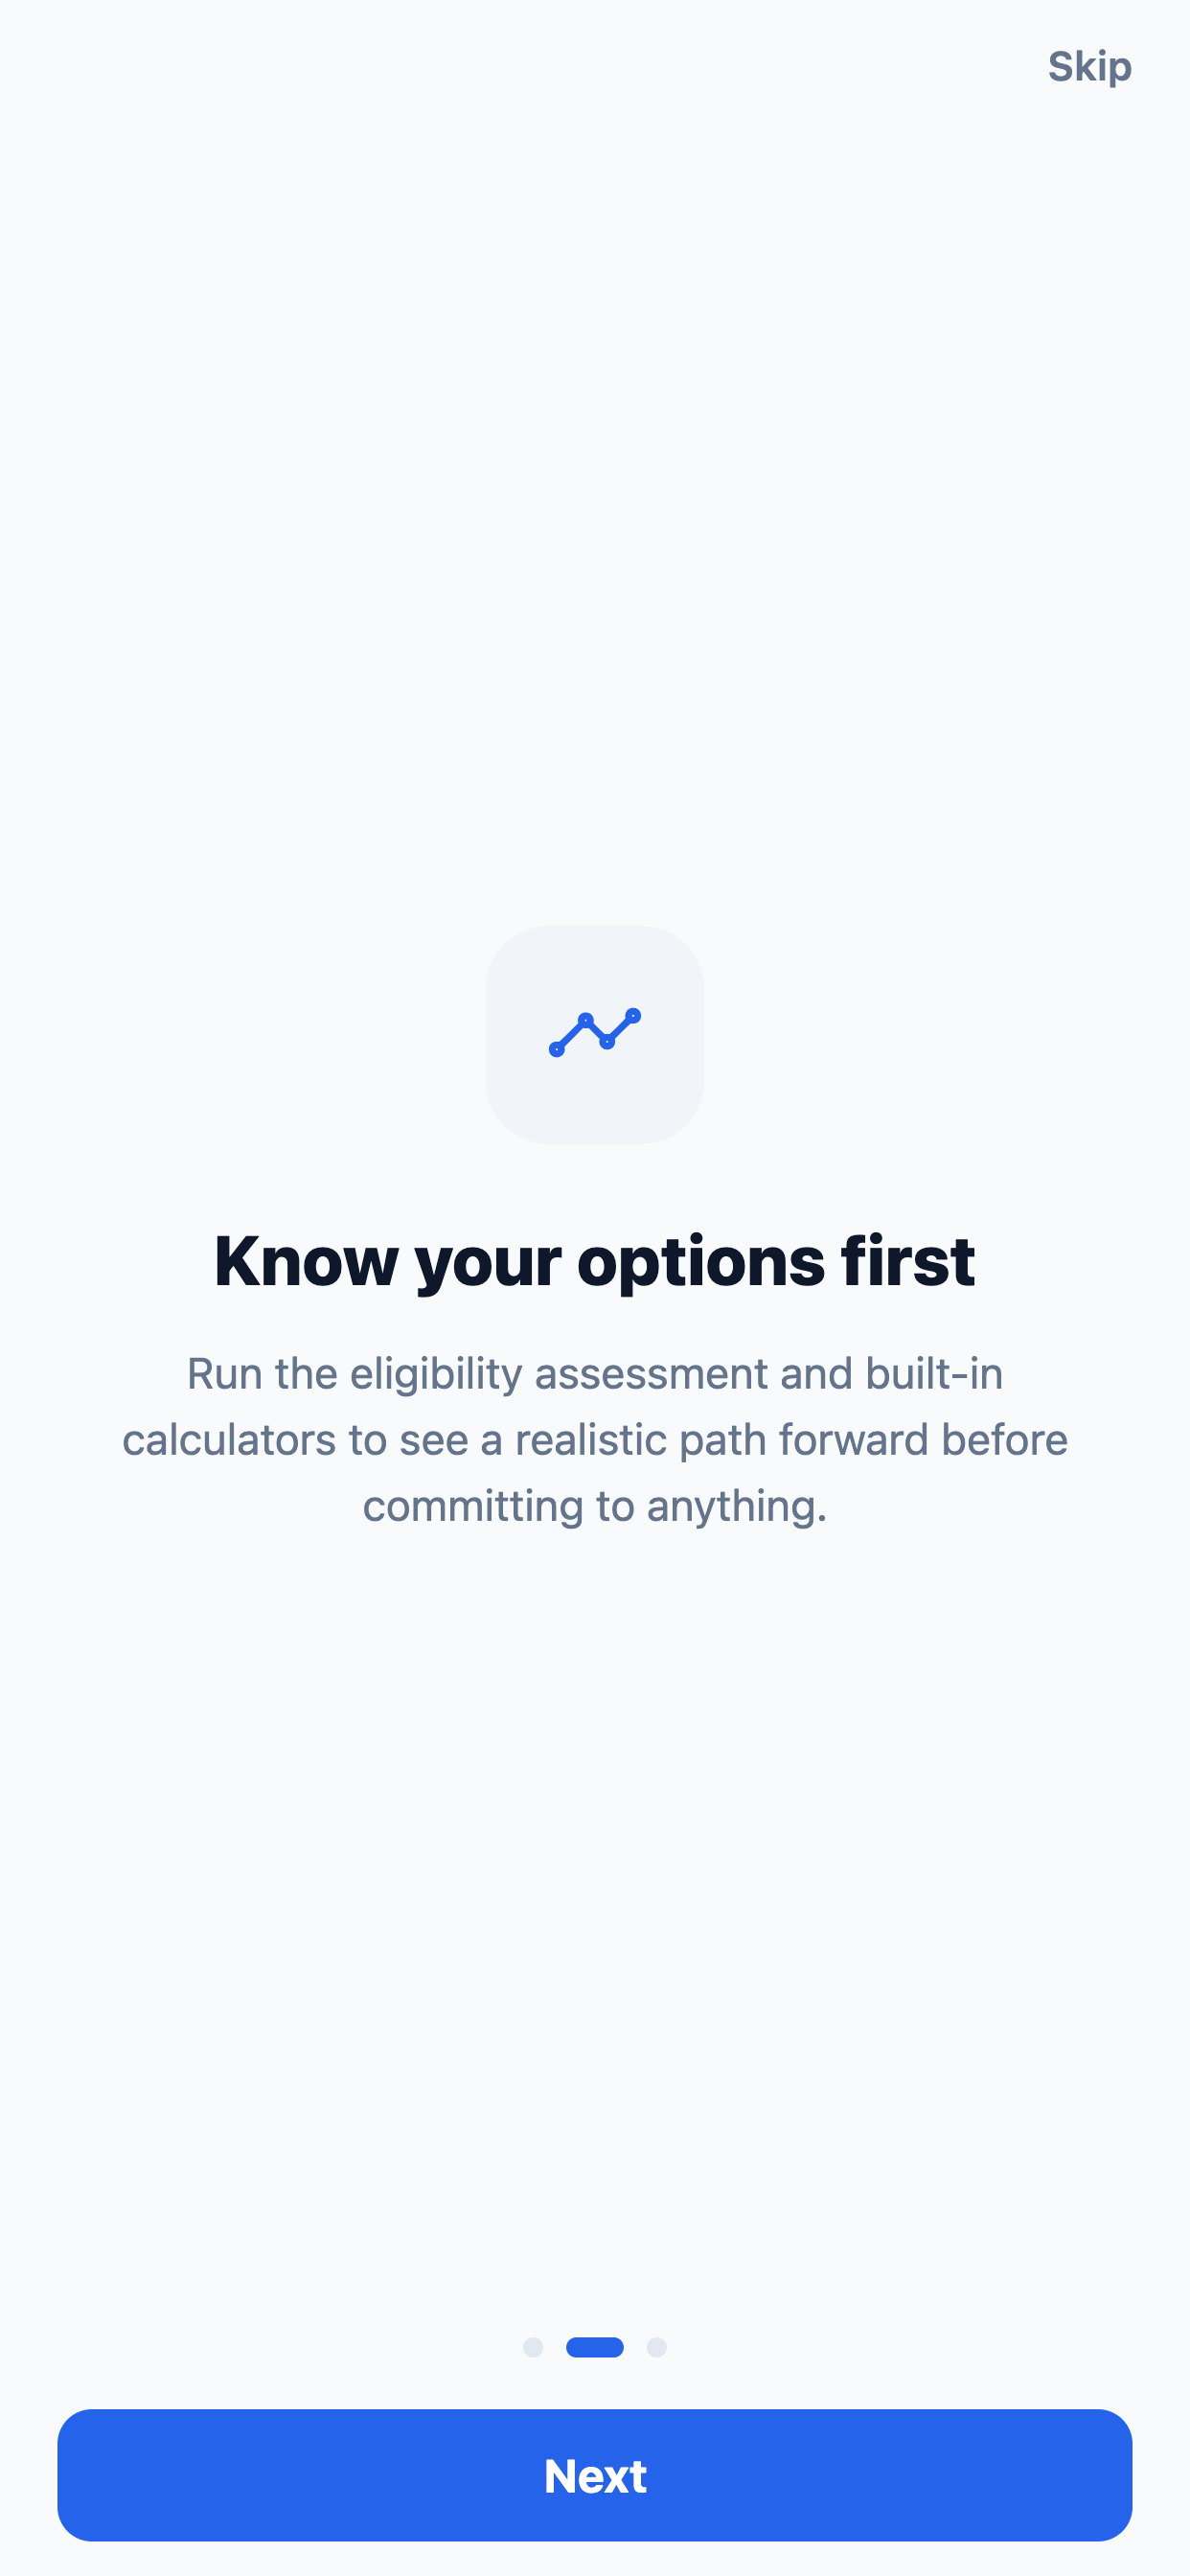 Skip
Know your options first
Run the eligibility assessment and built-in
calculators to see a realistic path forward before
committing to anything.
Next